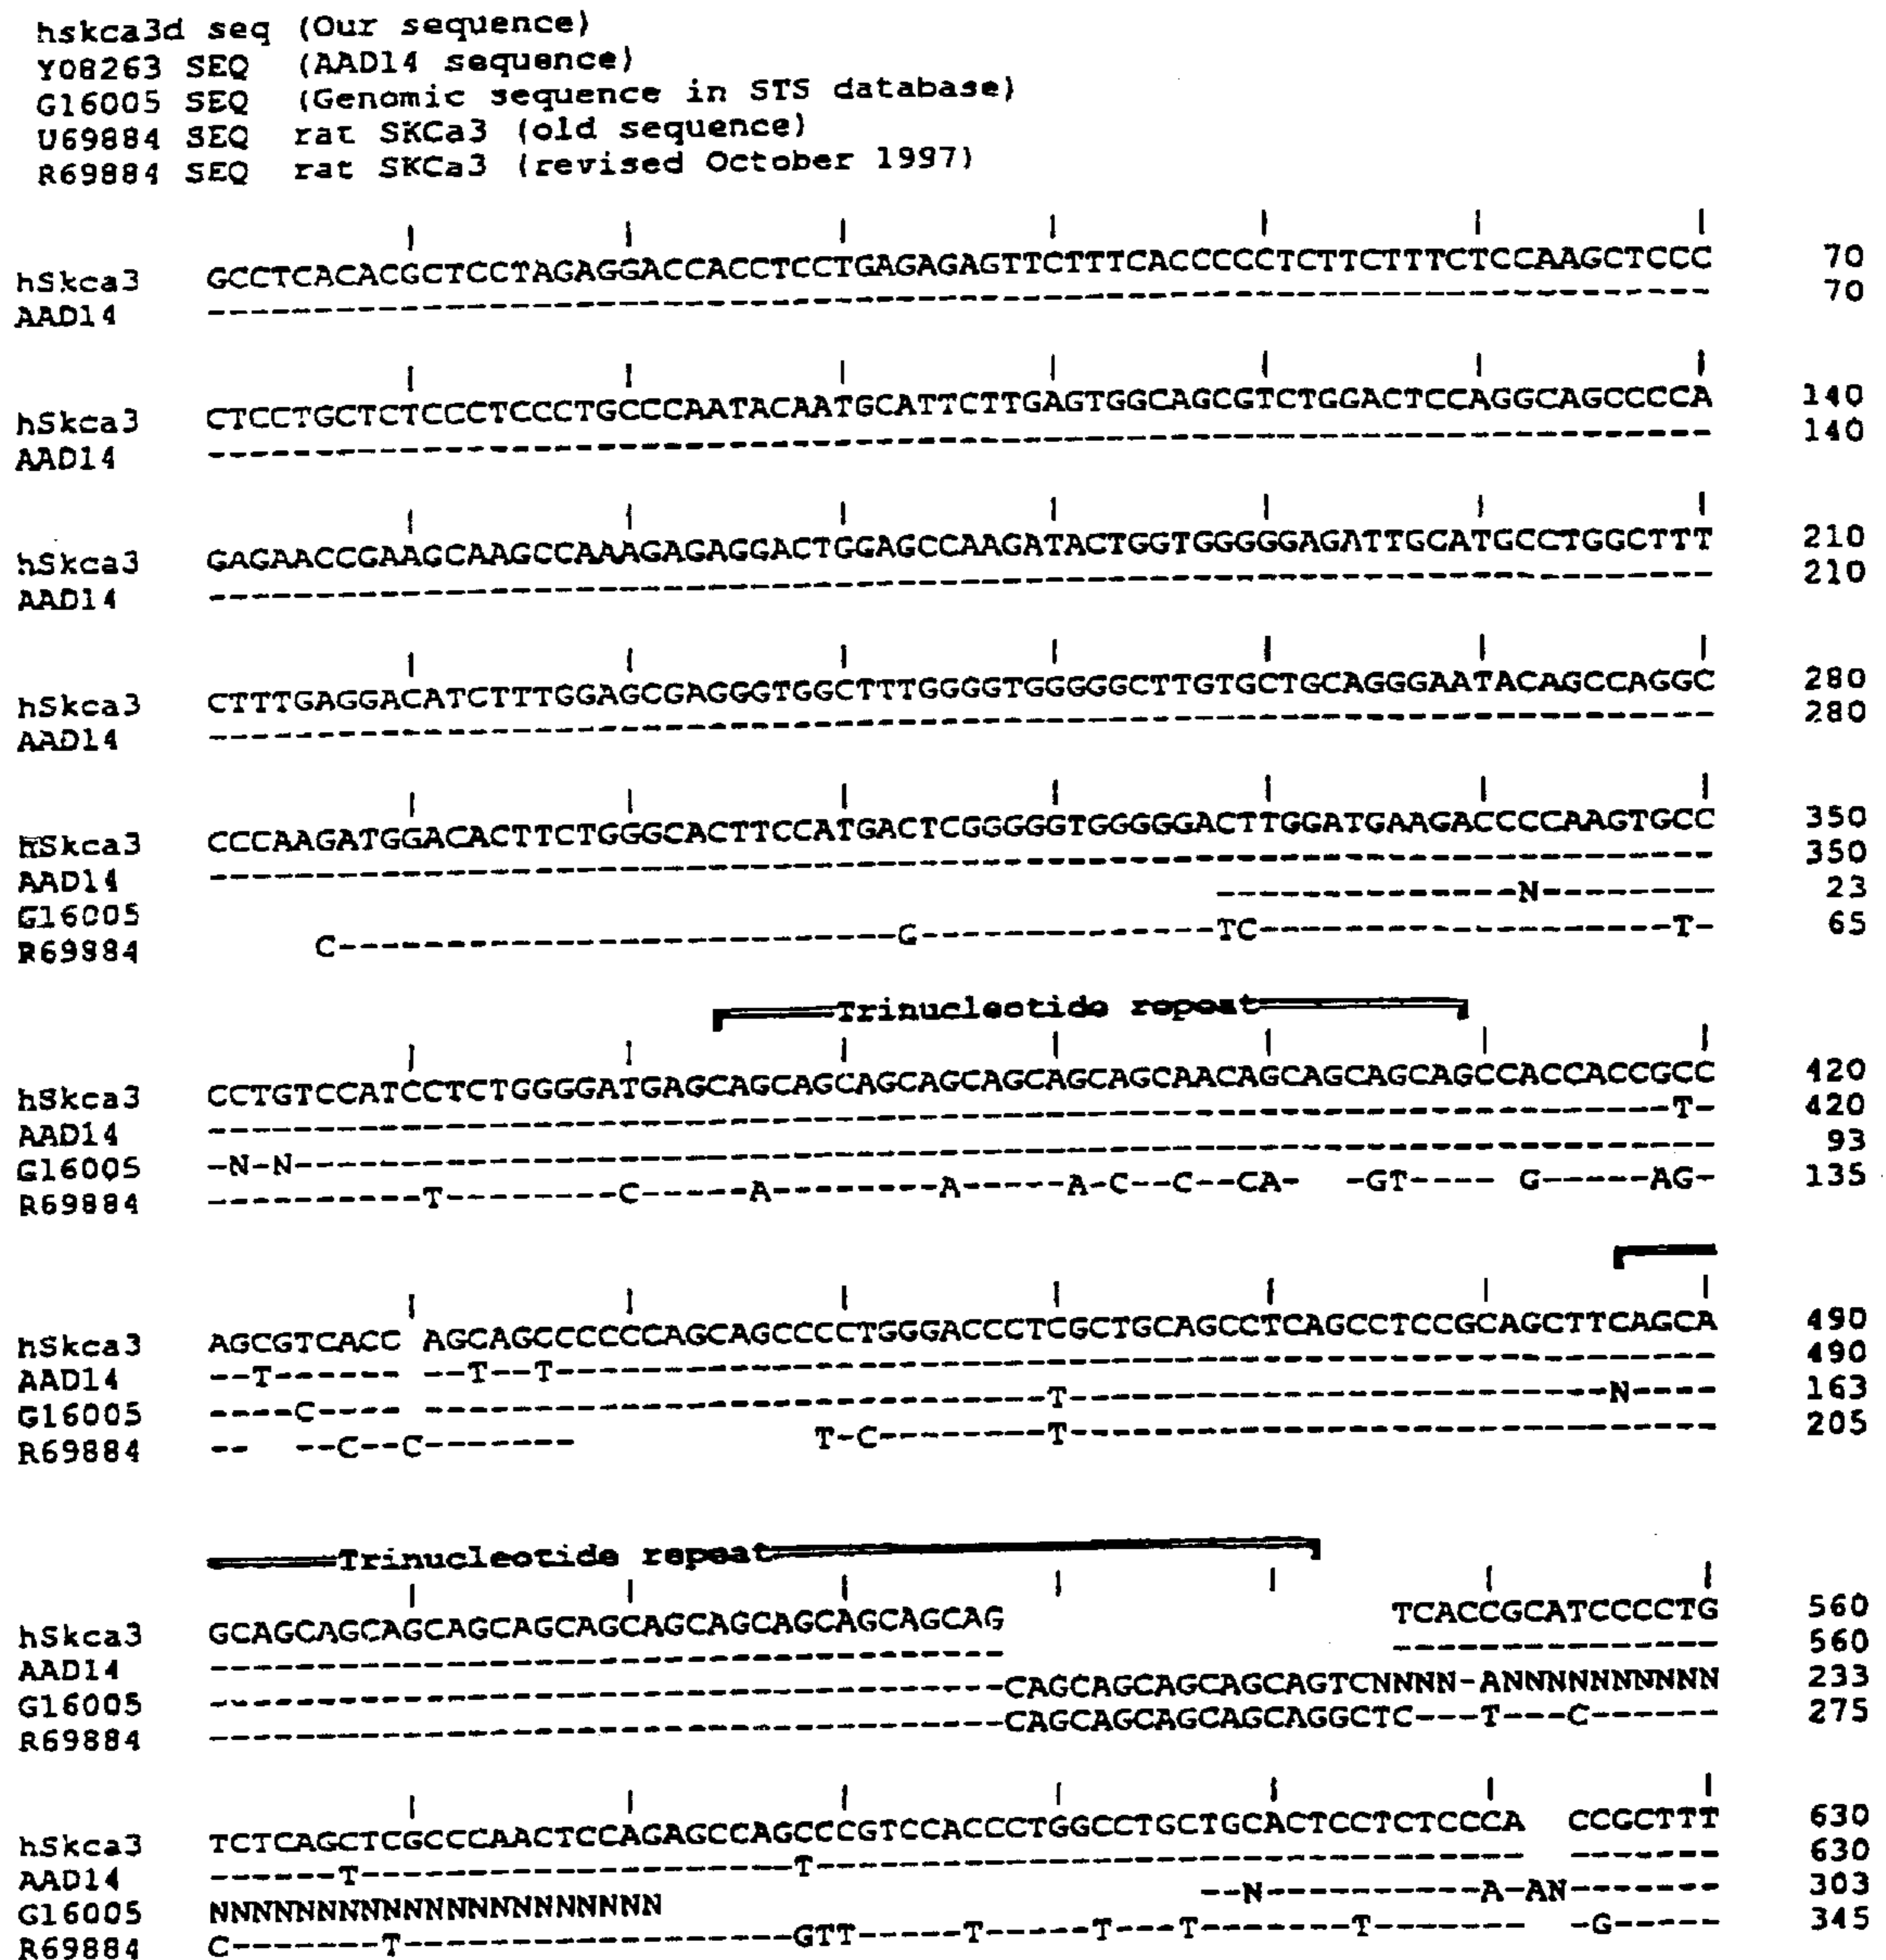 hskca3d seq (Our sequence)
Y08263 SEQ (AAD14 sequence)
G16005 SEQ (Genomic sequence in STS database)
U69884 SEQ rat SKCa3 (old sequence)
R69884 SEQ rat SKCa3 (revised October 1997)
hSkca3 GCCTCACACGCTCCTAGAGGACCACCTCCTGAGAGAGTTCTTTCACCCCCTCTTCTTTCTCCAAGCTCCC 70
AAD14 ---------------------------------------------------------------------- 70
hSkca3 CTCCTGCTCTCCCTCCCTGCCCAATACAATGCATTCTTGAGTGGCAGCGTCTGGACTCCAGGCAGCCCCA 140
AAD14 ---------------------------------------------------------------------- 140
hSkca3 GAGAACCGAAGCAAGCCAAAGAGAGGACTGGAGCCAAGATACTGGTGGGGGAGATTGCATGCCTGGCTTT 210
AAD14 ---------------------------------------------------------------------- 210
hSkca3 CTTTGAGGACATCTTTGGAGCGAGGGTGGCTTTGGGGTGGGGGCTTGTGCTGCAGGGAATACAGCCAGGC 280
AAD14 ---------------------------------------------------------------------- 280
hSkca3 CCCAAGATGGACACTTCTGGGCACTTCCATGACTCGGGGGTGGGGGACTTGGATGAAGACCCCAAGTGCC 350
AAD14 ---------------------------------------------------------------------- 350
G16005 --------------N-------- 23
R69884 C--------------------------G--------------TC-------------------T- 65
Trinucleotide repeat
hSkca3 CCTGTCCATCCTCTGGGGATGAGCAGCAGCAGCAGCAGCAGCAGCAACAGCAGCAGCAGCCACCACCGCC 420
AAD14 --------------------------------------------------------------------T- 420
G16005 -N-N------------------------------------------------------------------ 93
R69884 ----------T--------C-----A--------A-----A-C--C--CA- -GT---- G-----AG- 135
hSkca3 AGCGTCACC AGCAGCCCCCCAGCAGCCCCTGGGACCCTCGCTGCAGCCTCAGCCTCCGCAGCTTCAGCA 490
AAD14 --T------ --T--T------------------------------------------------------ 490
G16005 ----C---- -----------------------------T-------------------------N---- 163
R69884 -- --C--C------- T-C--------T------------------------------ 205
Trinucleotide repeat
hSkca3 GCAGCAGCAGCAGCAGCAGCAGCAGCAGCAGCAGCAG TCACCGCATCCCCTG 560
AAD14 ------------------------------------- --------------- 560
G16005 -------------------------------------CAGCAGCAGCAGCAGTCNNNN-ANNNNNNNNNN 233
R69884 -------------------------------------CAGCAGCAGCAGCAGGCTC---T---C------ 275
hSkca3 TCTCAGCTCGCCCAACTCCAGAGCCAGCCCGTCCACCCTGGCCTGCTGCACTCCTCTCCCA CCGCTTT 630
AAD14 ------T--------------------T--------------------------------- ------- 630
G16005 NNNNNNNNNNNNNNNNNNNNN --N----------A-AN------- 303
R69884 C-------T------------------GTT-----T-----T---T-------T------- -G----- 345